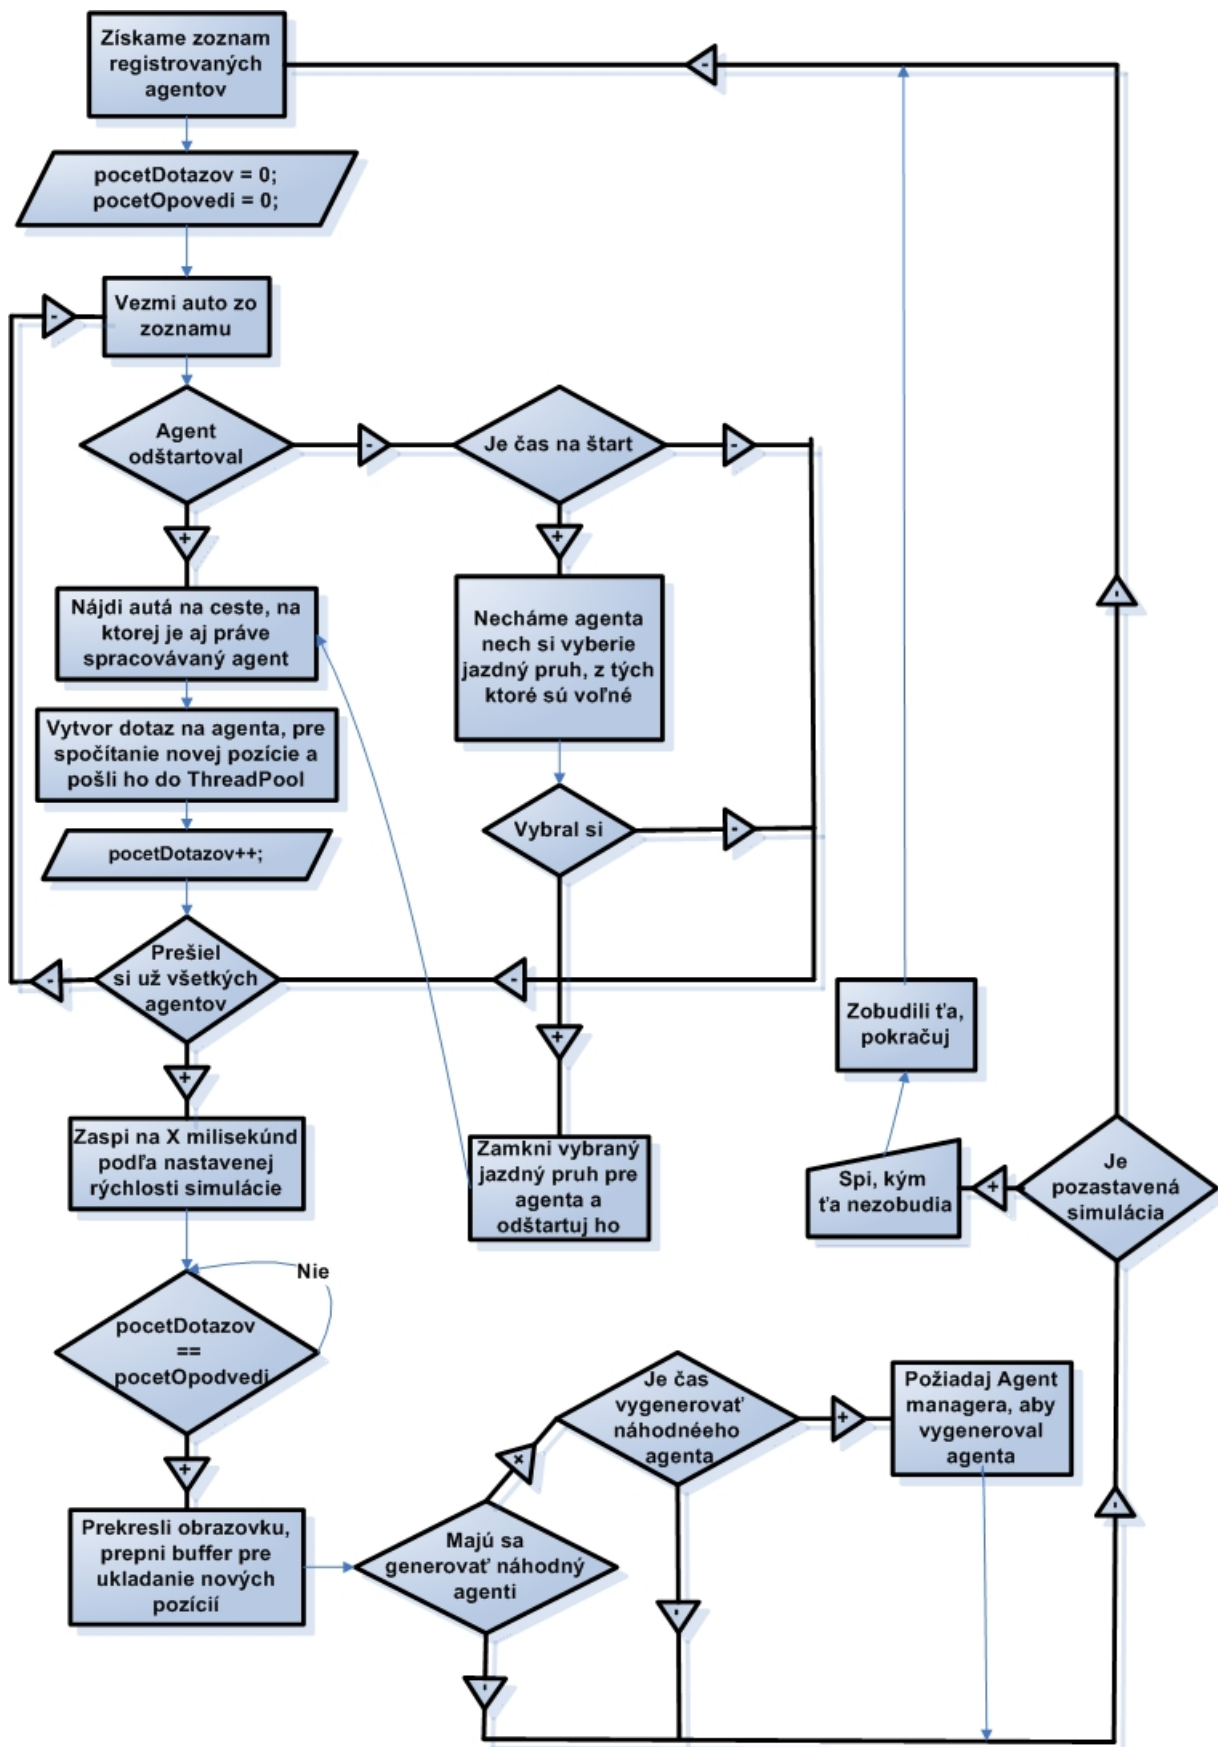 Získame zoznam
registrovaných
agentov
pocetDotazov = 0;
pocetOpovedi = 0;
Vezmi auto zo
zoznamu
-
Agent
odštartoval
-
Je čas na štart
-
+
+
Nájdi autá na ceste, na
ktorej je aj práve
spracovávaný agent
Necháme agenta
nech si vyberie
jazdný pruh, z tých
ktoré sú voľné
Vytvor dotaz na agenta, pre
spočítanie novej pozície a
pošli ho do ThreadPool
pocetDotazov++;
Vybral si
-
Prešiel
si už všetkých
agentov
-
-
+
+
Zaspi na X milisekúnd
podľa nastavenej
rýchlosti simulácie
Zamkni vybraný
jazdný pruh pre
agenta a
odštartuj ho
Zobudili ťa,
pokračuj
Spi, kým
ťa nezobudia
+
Je
pozastavená
simulácia
-
-
Nie
pocetDotazov
==
pocetOpodvedi
+
Prekresli obrazovku,
prepni buffer pre
ukladanie nových
pozícií
Majú sa
generovať náhodný
agenti
+
-
Je čas
vygenerovať
náhodnéeho
agenta
+
-
Požiadaj Agent
managera, aby
vygeneroval
agenta
-